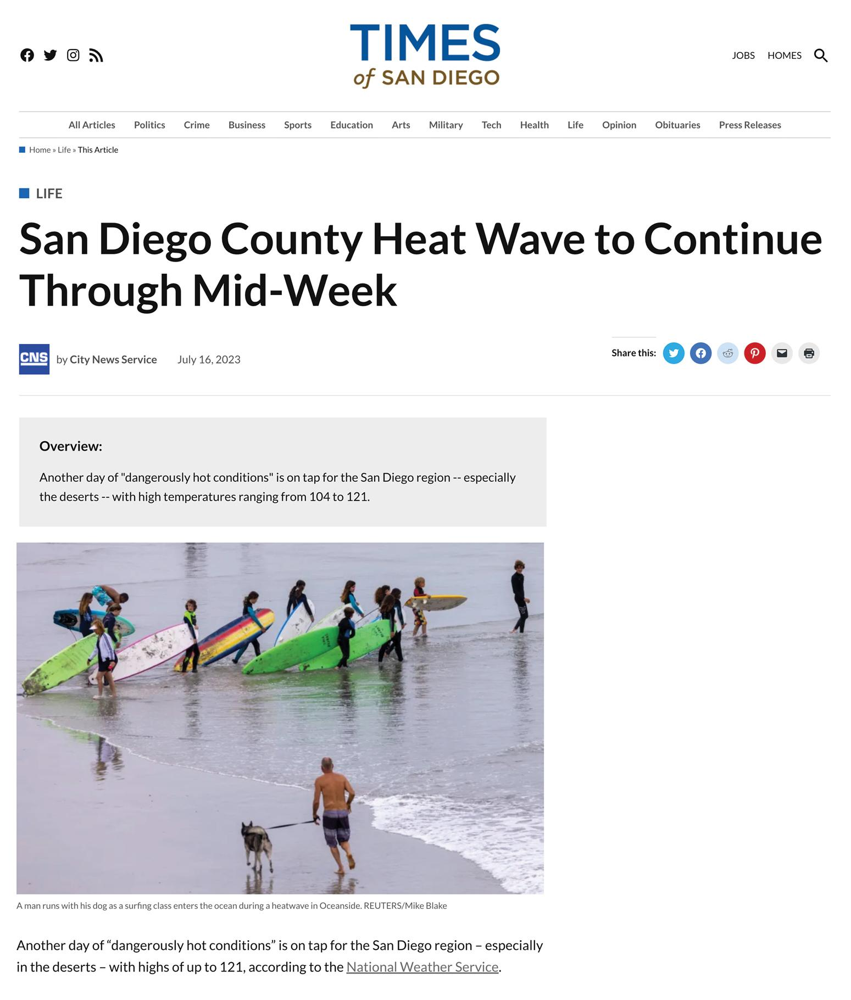 TIMES
of SAN DIEGO
JOBS HOMES
All Articles Politics Crime Business Sports Education Arts Military Tech Health Life Opinion Obituaries Press Releases
Home » Life » This Article
LIFE
San Diego County Heat Wave to Continue
Through Mid-Week
CNS
by City News Service July 16, 2023
Share this:
Overview:
Another day of "dangerously hot conditions" is on tap for the San Diego region -- especially
the deserts -- with high temperatures ranging from 104 to 121.
A man runs with his dog as a surfing class enters the ocean during a heatwave in Oceanside. REUTERS/Mike Blake
Another day of “dangerously hot conditions” is on tap for the San Diego region – especially
in the deserts – with highs of up to 121, according to the National Weather Service.